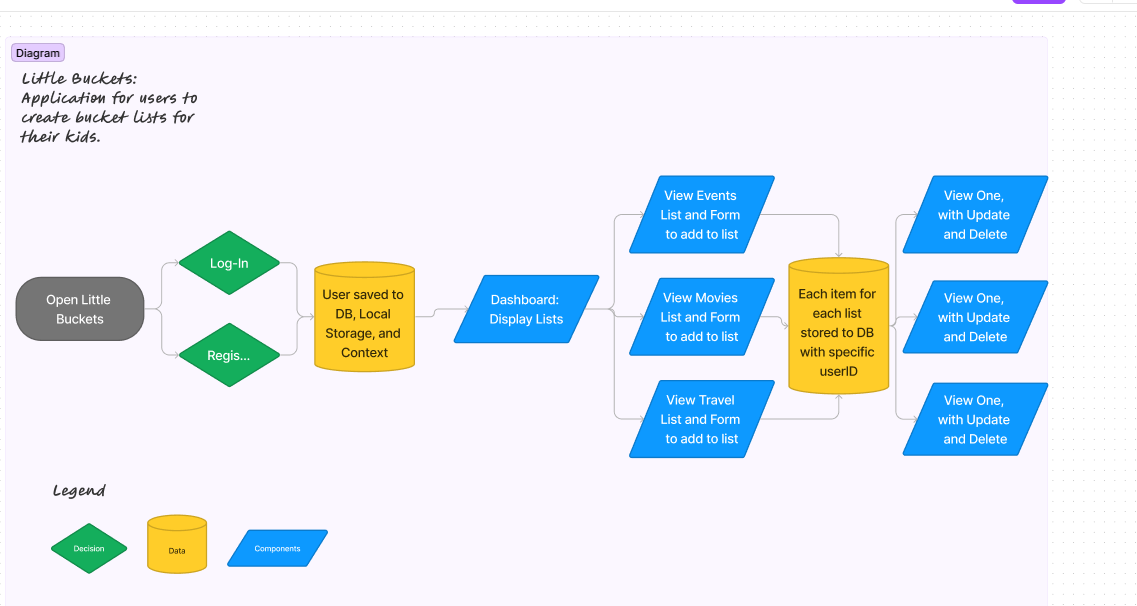 Diagram
Little Buckets:
Application for users to
create bucket lists for
their kids.
Open Little
Buckets
Log-In
Regis...
User saved to
DB, Local
Storage, and
Context
Dashboard:
Display Lists
View Events
List and Form
to add to list
View Movies
List and Form
to add to list
View Travel
List and Form
to add to list
Each item for
each list
stored to DB
with specific
userID
View One,
with Update
and Delete
View One,
with Update
and Delete
View One,
with Update
and Delete
Legend
Decision
Data
Components